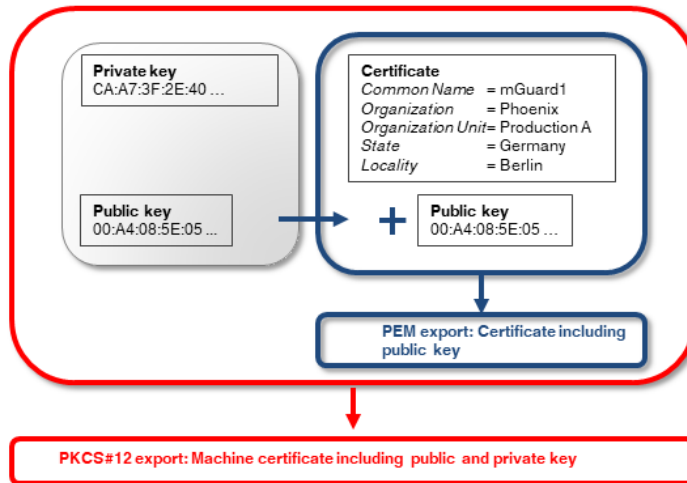 Private key
CA:A7:3F:2E:40 ...
Certificate
Common Name = mGuard1
Organization = Phoenix
Organization Unit= Production A
State = Germany
Locality = Berlin
Public key
00:A4:08:5E:05 ...
+
Public key
00:A4:08:5E:05 ...
PEM export: Certificate including
public key
PKCS#12 export: Machine certificate including public and private key